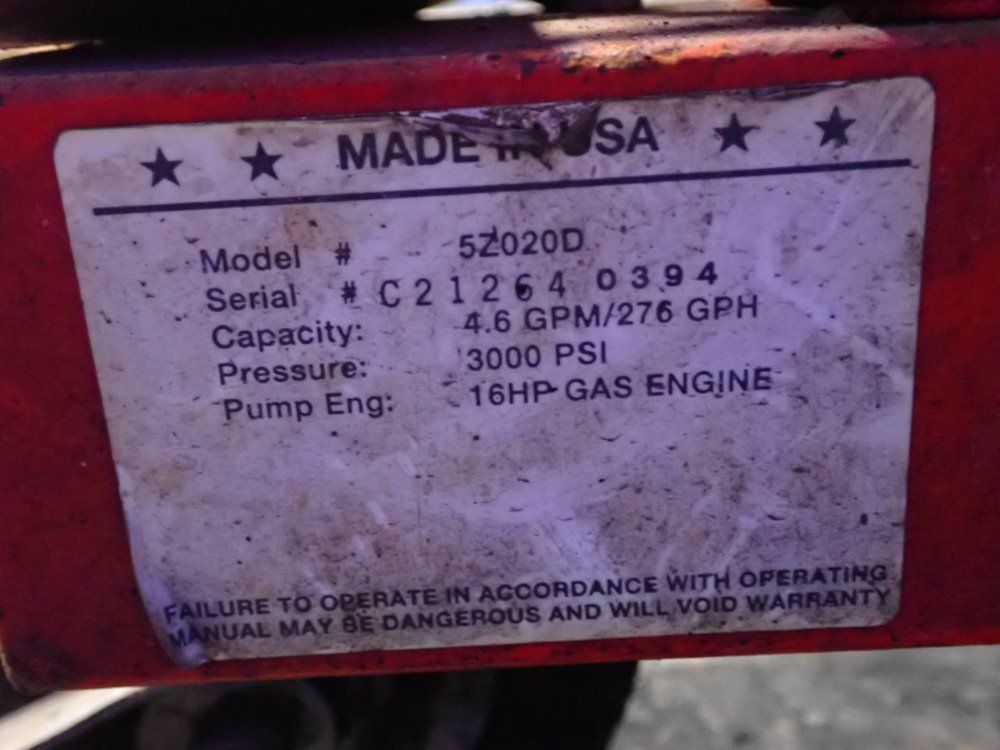 ★ ★ MADE IN USA ★ ★
Model # 5Z020D
Serial # C21264 0394
Capacity: 4.6 GPM/276 GPH
Pressure: 3000 PSI
Pump Eng: 16HP GAS ENGINE
FAILURE TO OPERATE IN ACCORDANCE WITH OPERATING
MANUAL MAY BE DANGEROUS AND WILL VOID WARRANTY